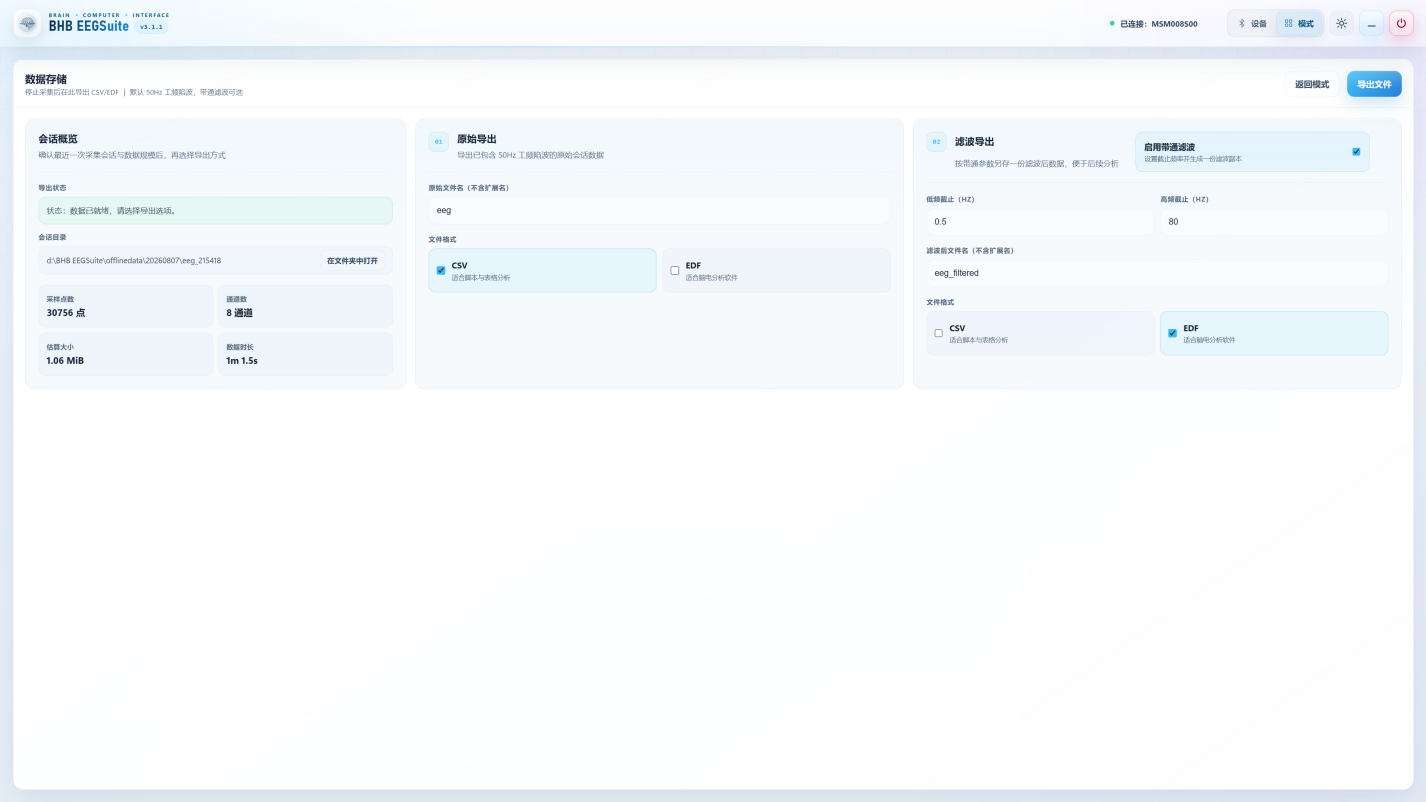 BRAIN • COMPUTER • INTERFACE
BHB EEGSuite v3.1.1
已连接: MSM008S00
设备
模式
数据存储
停止采集后在此导出 CSV/EDF | 默认 50Hz 工频陷波，带通滤波可选
返回模式
导出文件
会话概览
确认最近一次采集会话与数据规模后，再选择导出方式
导出状态
状态：数据已就绪，请选择导出选项。
会话目录
d:\BHB EEGSuite\offlinedata\20260807\eeg_215418
在文件夹中打开
采样点数
30756 点
通道数
8 通道
估算大小
1.06 MiB
数据时长
1m 1.5s
01
原始导出
导出已包含 50Hz 工频陷波的原始会话数据
原始文件名（不含扩展名）
eeg
文件格式
CSV
适合脚本与表格分析
EDF
适合脑电分析软件
02
滤波导出
按带通参数另存一份滤波后数据，便于后续分析
启用带通滤波
设置截止频率并生成一份滤波副本
低频截止（HZ）
0.5
高频截止（HZ）
80
滤波后文件名（不含扩展名）
eeg_filtered
文件格式
CSV
适合脚本与表格分析
EDF
适合脑电分析软件